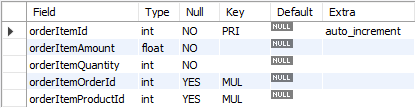 Field Type Null Key Default Extra
orderItemId int NO PRI NULL auto_increment
orderItemAmount float NO NULL
orderItemQuantity int NO NULL
orderItemOrderId int YES MUL NULL
orderItemProductId int YES MUL NULL